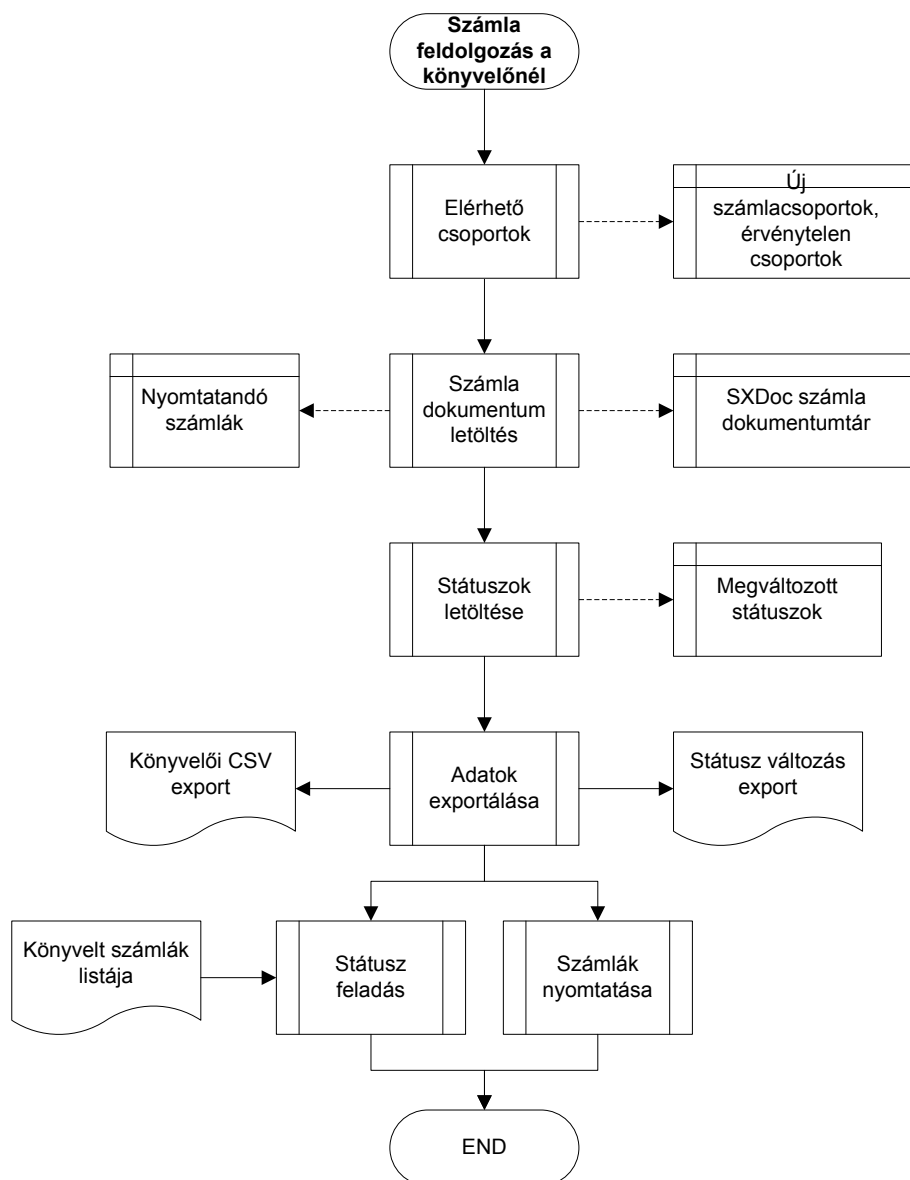 Számla
feldolgozás a
könyvelőnél
Elérhető
csoportok
Új
számlacsoportok,
érvénytelen
csoportok
Nyomtatandó
számlák
Számla
dokumentum
letöltés
SXDoc számla
dokumentumtár
Státuszok
letöltése
Megváltozott
státuszok
Könyvelői CSV
export
Adatok
exportálása
Státusz változás
export
Könyvelt számlák
listája
Státusz
feladás
Számlák
nyomtatása
END